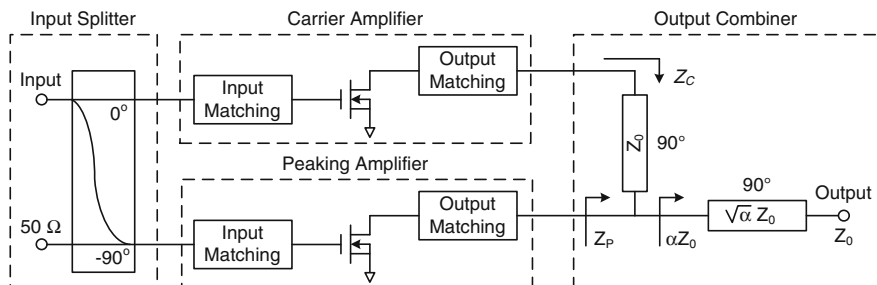 Input Splitter
Carrier Amplifier
Output Combiner
Input
0°
Input
Matching
Output
Matching
Z_C
Z_0
90°
Peaking Amplifier
50 Ω
-90°
Input
Matching
Output
Matching
Z_P
αZ_0
90°
√α Z_0
Output
Z_0